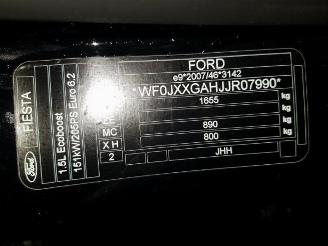 FORD
e9*2007/46*3142
*WF0JXXGAHJJR07990*
1655 kg
kg
890 kg
MC 800 kg
X H
2 JHH
FIESTA
1.5L Ecoboost
151kW/205PS Euro 6.2
Ford